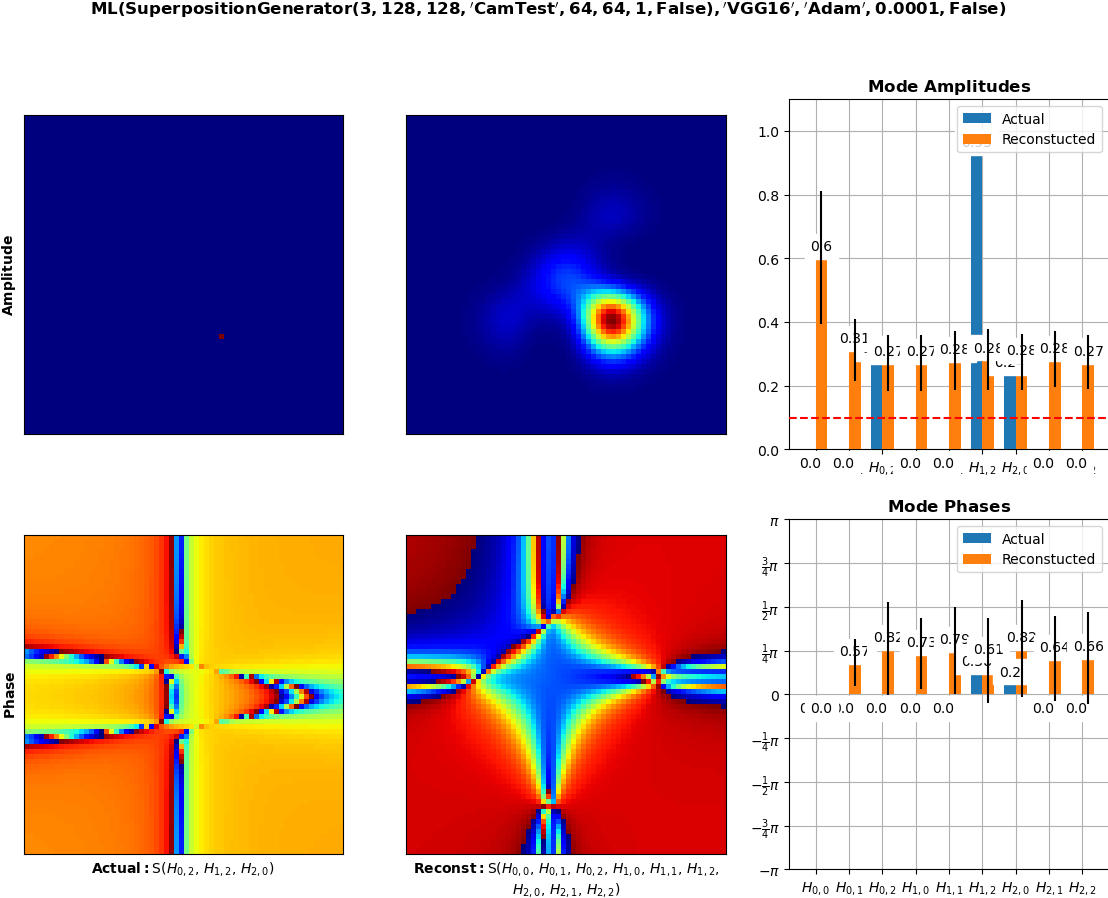 ML(SuperpositionGenerator(3, 128, 128, ′CamTest′, 64, 64, 1, False), ′VGG16′, ′Adam′, 0.0001, False)
Amplitude
Mode Amplitudes
Actual
Reconstucted
1.0
0.8
0.6
0.4
0.2
0.0
0.6
0.31
0.27
0.27
0.28
0.28
0.28
0.28
0.27
0.0 0.0 H0,2 0.0 0.0 H1,2 H2,0 0.0 0.0
Phase
Mode Phases
Actual
Reconstucted
π
3/4π
1/2π
1/4π
0
−1/4π
−1/2π
−3/4π
−π
0.57
0.82
0.73
0.79
0.61
0.82
0.64
0.66
0.2
0.0 0.0 0.0 0.0 0.0 0.0 0.0
H0,0 H0,1 H0,2 H1,0 H1,1 H1,2 H2,0 H2,1 H2,2
Actual: S(H0,2, H1,2, H2,0)
Reconst: S(H0,0, H0,1, H0,2, H1,0, H1,1, H1,2,
H2,0, H2,1, H2,2)